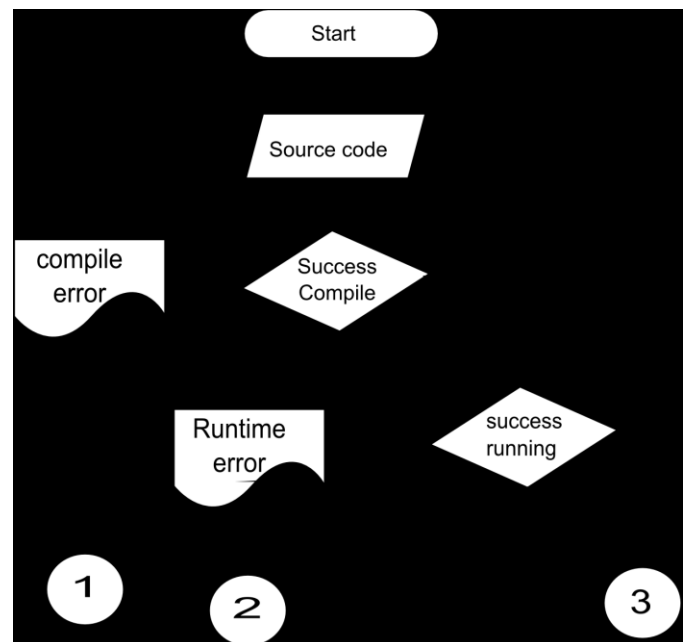 Start
Source code
compile
error
Success
Compile
Runtime
error
success
running
1
2
3